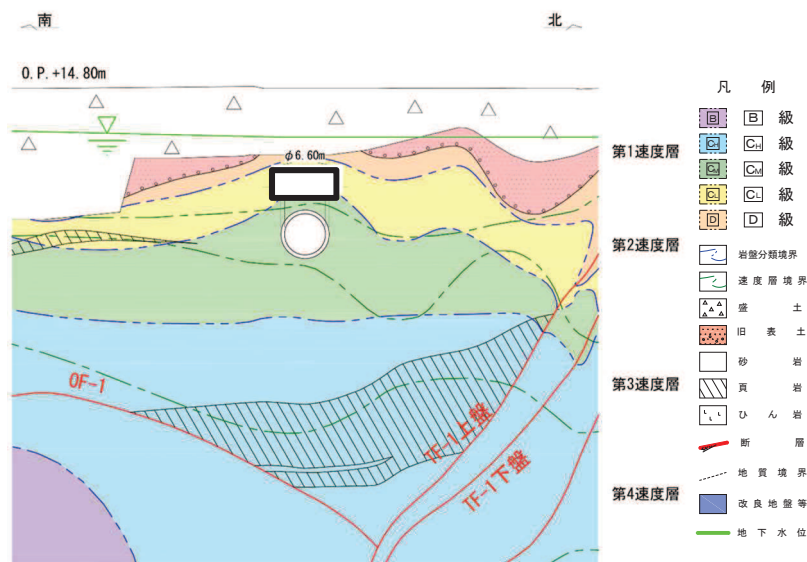 南
北
O.P.+14.80m
φ6.60m
第1速度層
第2速度層
第3速度層
第4速度層
OF-1
TF-1上盤
TF-1下盤
凡 例
B B 級
CH CH 級
CM CM 級
CL CL 級
D D 級
岩盤分類境界
速度層境界
盛 土
旧 表 土
砂 岩
頁 岩
ひ ん 岩
断 層
地 質 境 界
改 良 地 盤 等
地 下 水 位